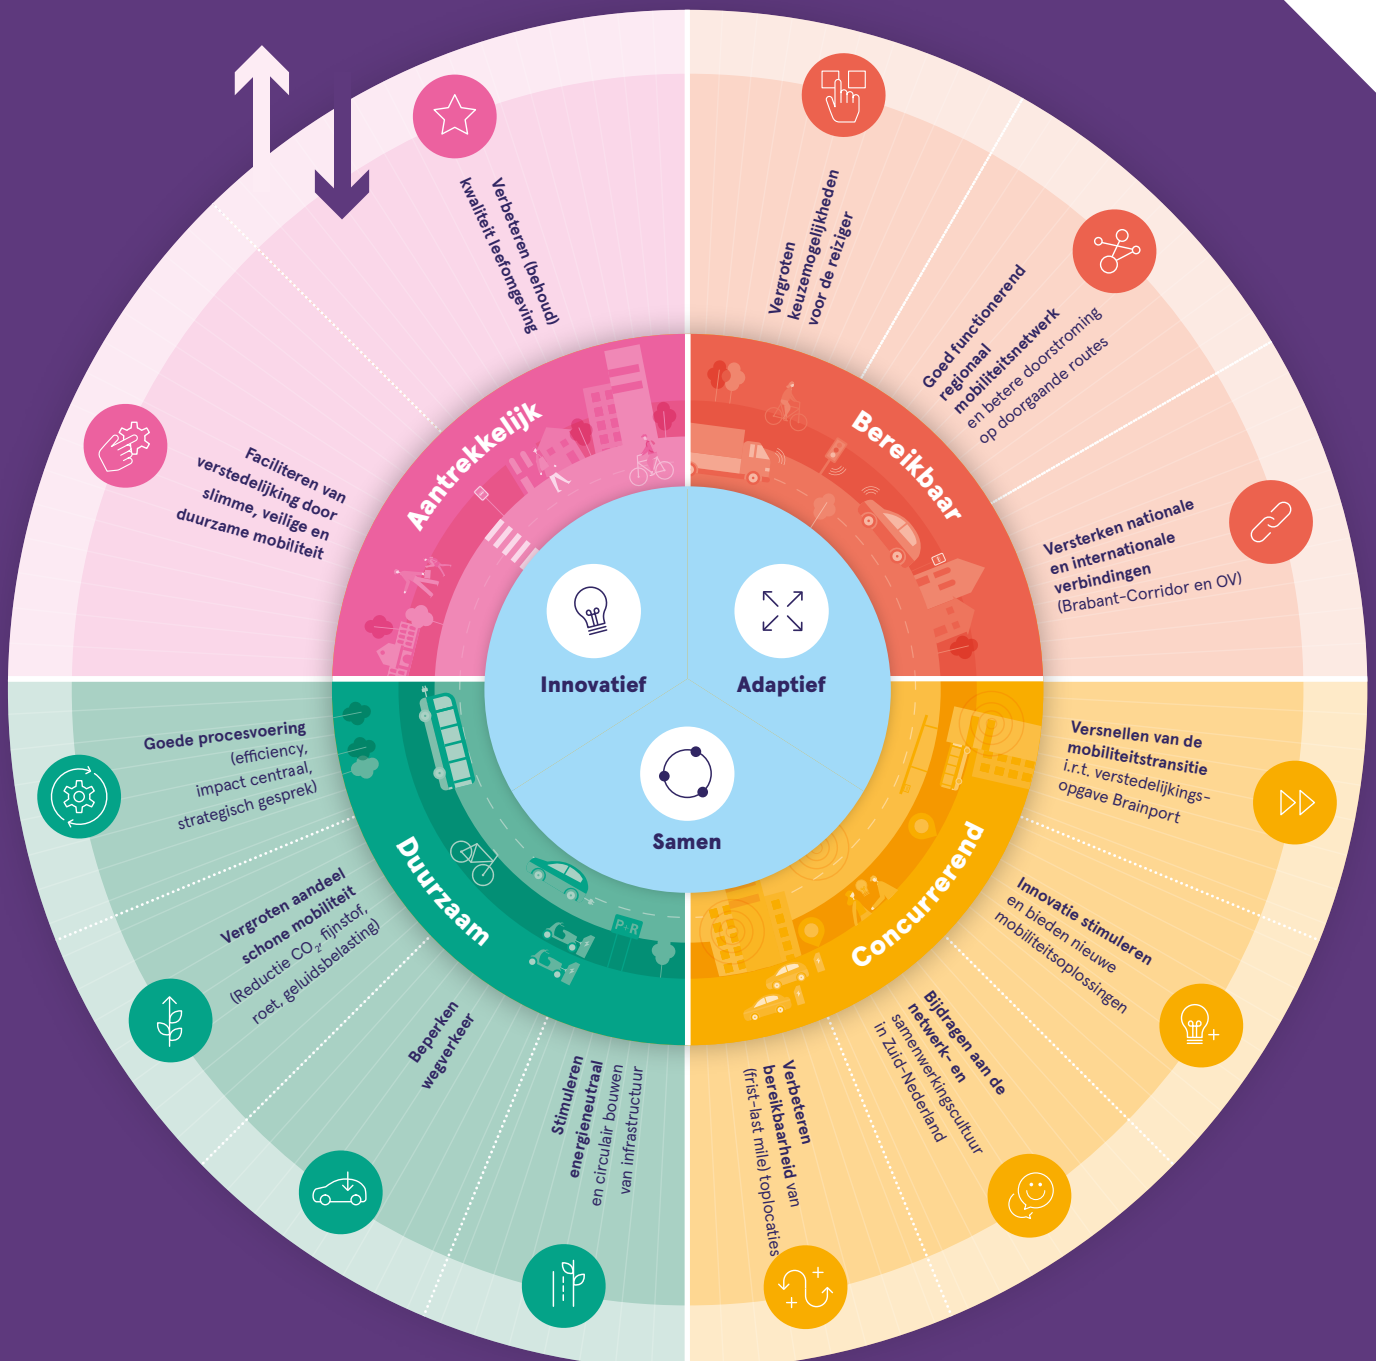 Verbeteren (behoud)
kwaliteit leefomgeving
Faciliteren van
verstedelijking door
slimme, veilige en
duurzame mobiliteit
Aantrekkelijk
Vergroten
keuzemogelijkheden
voor de reiziger
Goed functionerend
regionaal
mobiliteitsnetwerk
en betere doorstroming
op doorgaande routes
Versterken nationale
en internationale
verbindingen
(Brabant-Corridor en OV)
Bereikbaar
Innovatief
Adaptief
Samen
Goede procesvoering
(efficiency,
impact centraal,
strategisch gesprek)
Vergroten aandeel
schone mobiliteit
(Reductie CO₂, fijnstof,
roet, geluidsbelasting)
Beperken
wegverkeer
Stimuleren
energieneutraal
en circulair bouwen
van infrastructuur
Duurzaam
P+R
Versnellen van de
mobiliteitstransitie
i.r.t. verstedelijkings-
opgave Brainport
Innovatie stimuleren
en bieden nieuwe
mobiliteitsoplossingen
Bijdragen aan de
netwerk- en
samenwerkingscultuur
in Zuid-Nederland
Verbeteren
bereikbaarheid van
(frist-last mile) toplocaties
Concurrerend